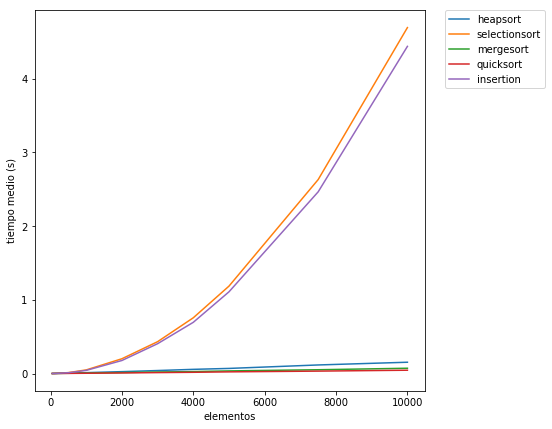 heapsort
selectionsort
mergesort
quicksort
insertion
4
3
2
1
0
tiempo medio (s)
0
2000
4000
6000
8000
10000
elementos